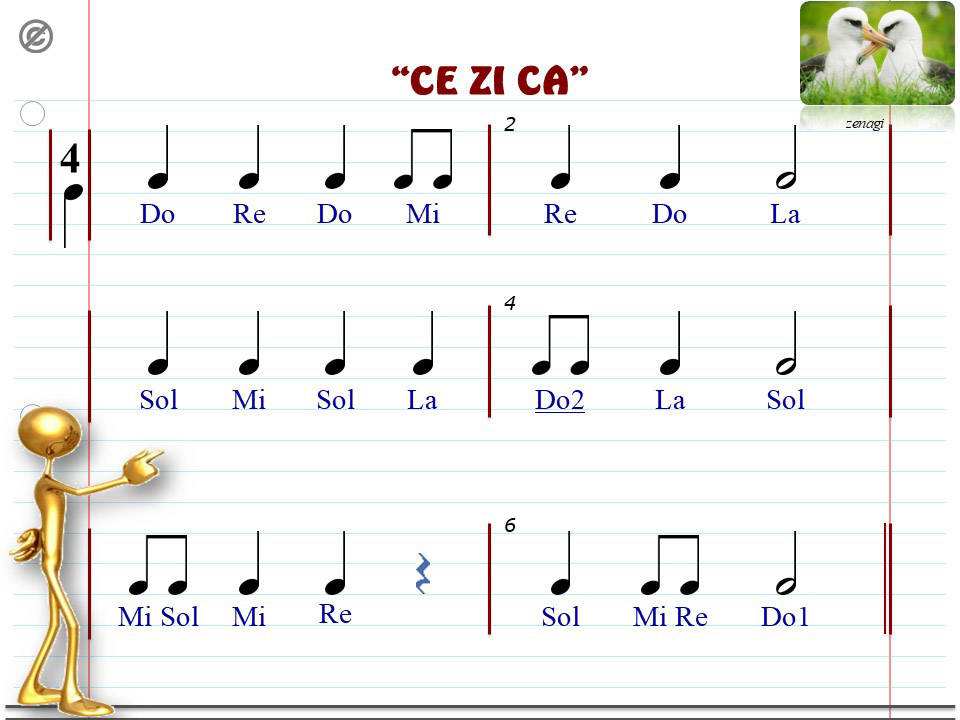 “CE ZI CA”
zenagi
2
4
Do Re Do Mi Re Do La
4
Sol Mi Sol La Do2 La Sol
6
Mi Sol Mi Re Sol Mi Re Do1